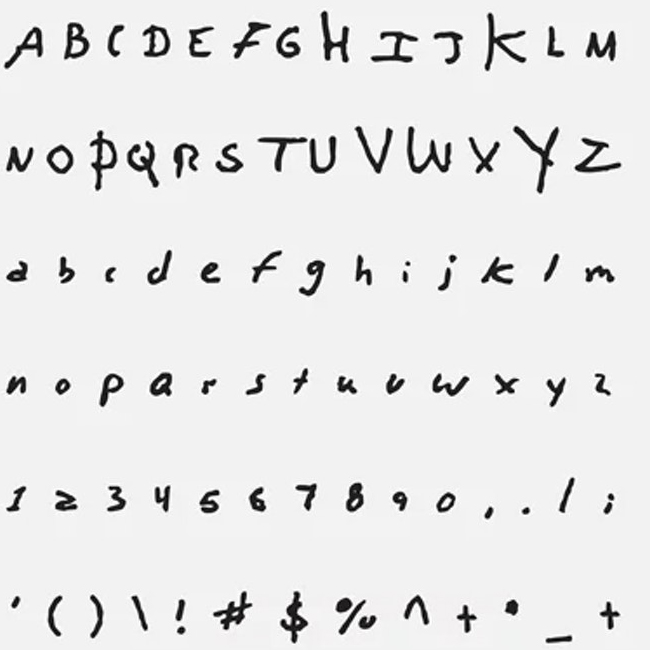 A B C D E F G H I J K L M
N O P Q R S T U V W X Y Z
a b c d e f g h i j k l m
n o p q r s t u v w x y z
1 2 3 4 5 6 7 8 9 0 , . / ;
' ( ) \ ! # $ % ^ + • _ +